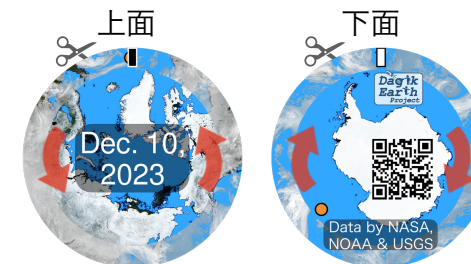 上面
下面
Dec. 10,
2023
Dagik
Earth
Project
Data by NASA,
NOAA & USGS